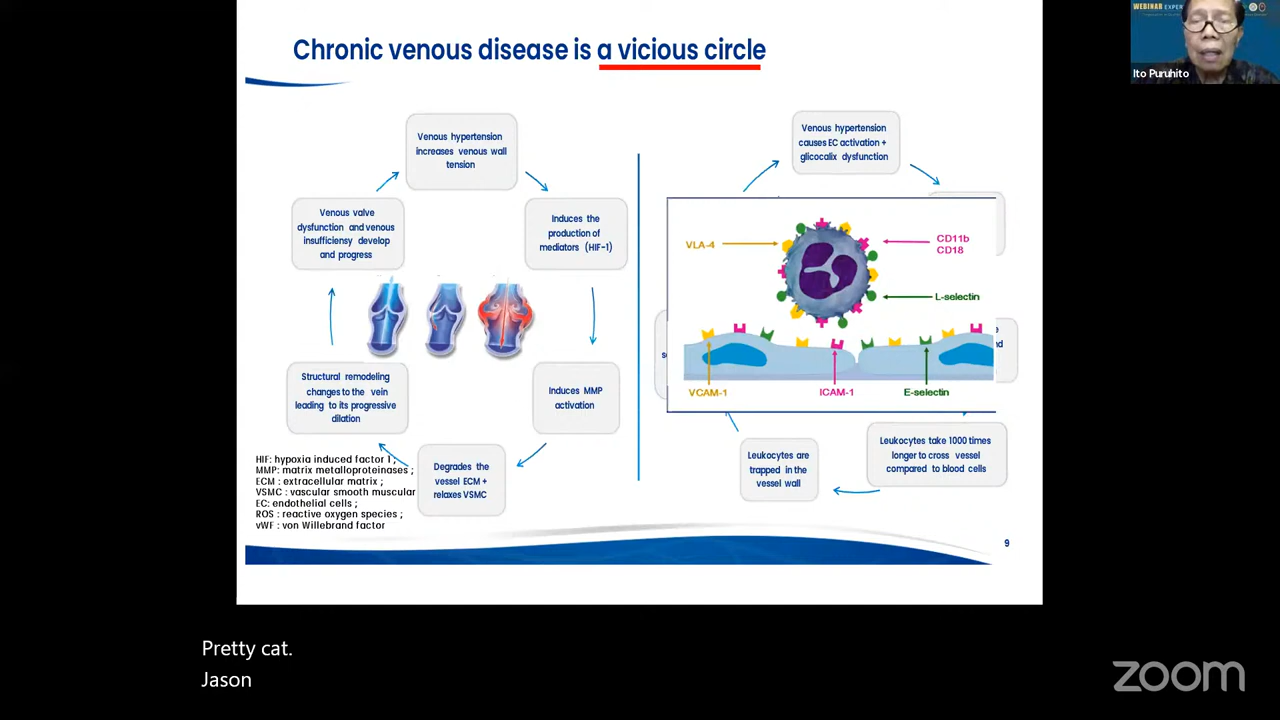 Chronic venous disease is a vicious circle
WEBINAR
Ito Puruhito
Venous hypertension
increases venous wall
tension
Induces the
production of
mediators (HIF-1)
Induces MMP
activation
Degrades the
vessel ECM +
relaxes VSMC
Structural remodeling
changes to the vein
leading to its progressive
dilation
Venous valve
dysfunction and venous
insufficiensy develop
and progress
HIF: hypoxia induced factor 1 ;
MMP: matrix metalloproteinases ;
ECM : extracellular matrix ;
VSMC : vascular smooth muscular
EC: endothelial cells ;
ROS : reactive oxygen species ;
vWF : von Willebrand factor
Venous hypertension
causes EC activation +
glicocalix dysfunction
VLA-4
CD11b
CD18
L-selectin
VCAM-1
ICAM-1
E-selectin
Leukocytes take 1000 times
longer to cross vessel
compared to blood cells
Leukocytes are
trapped in the
vessel wall
9
Pretty cat.
Jason
zoom